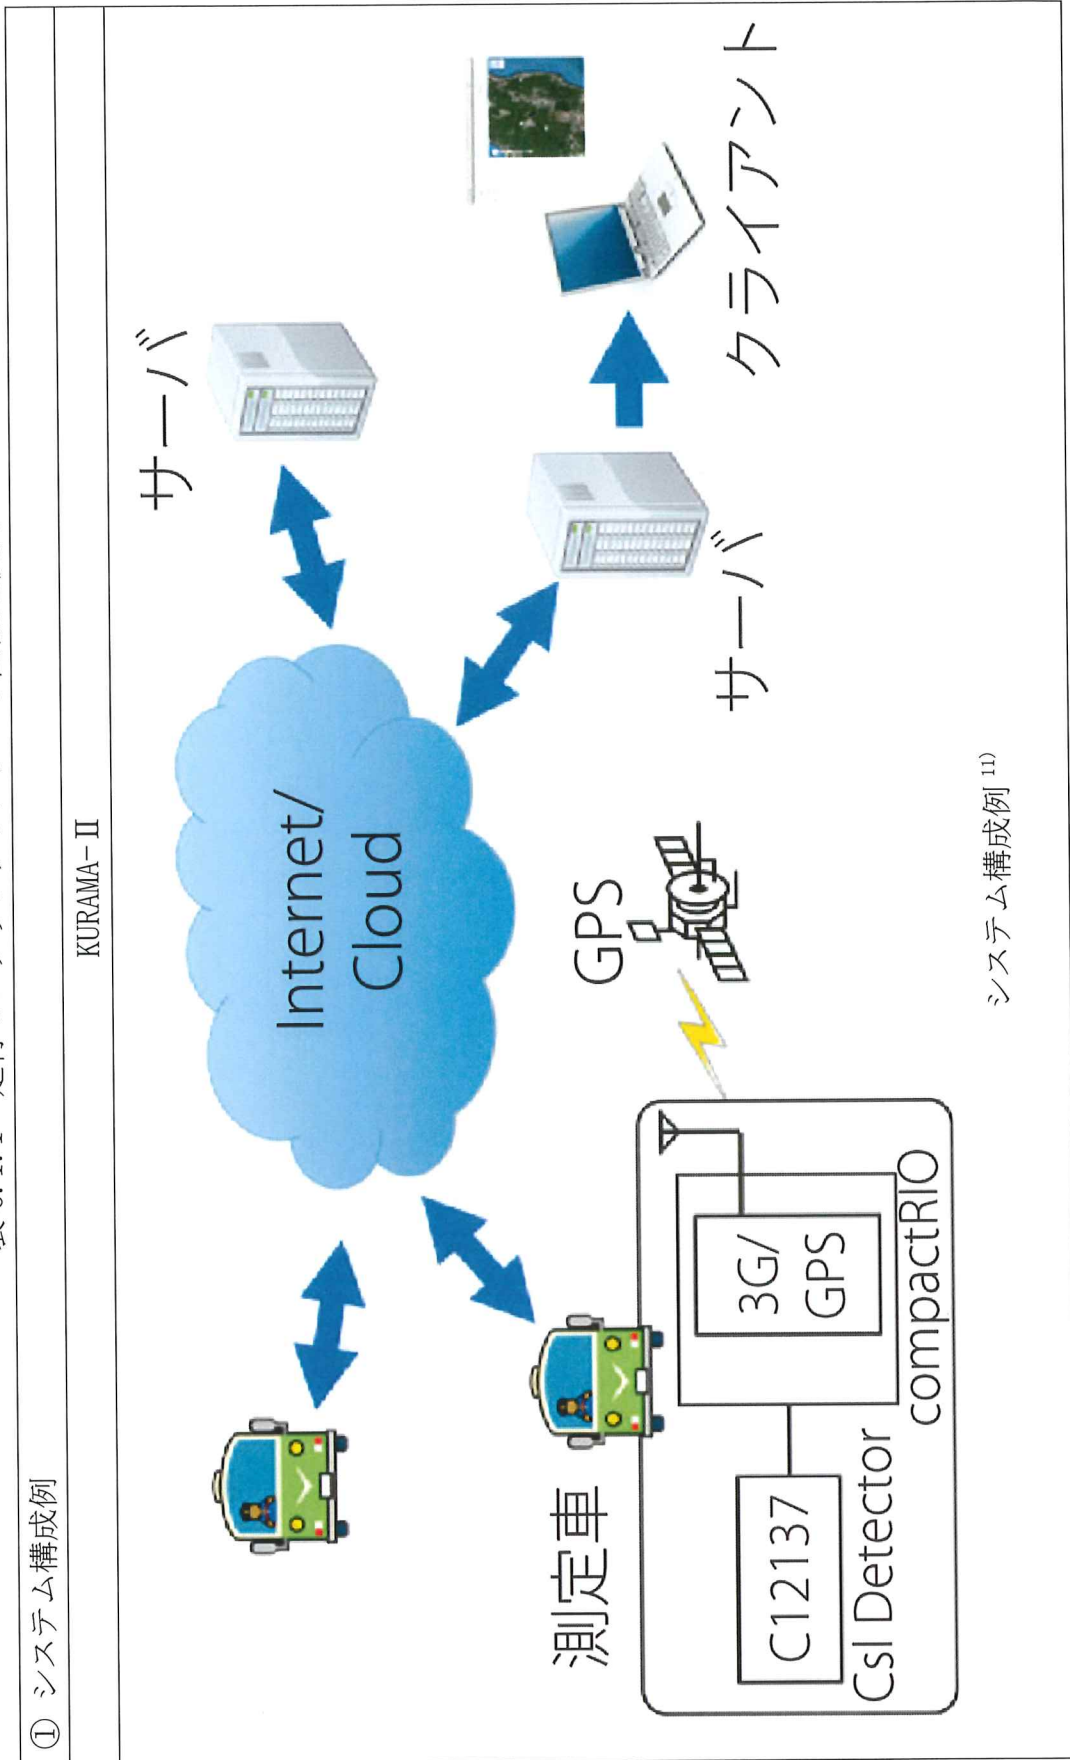 ① システム構成例
KURAMA-Ⅱ
サーバ
Internet/
Cloud
クライアント
サーバ
GPS
測定車
3G/
GPS
C12137
compactRIO
CsI Detector
システム構成例 11)